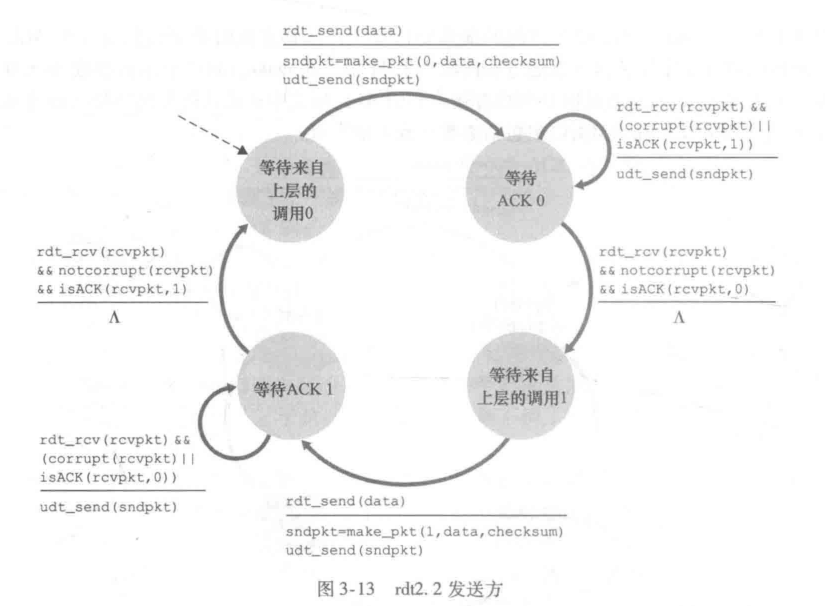 rdt_send(data)
sndpkt=make_pkt(0,data,checksum)
udt_send(sndpkt)
rdt_rcv(rcvpkt) &&
(corrupt(rcvpkt)||
isACK(rcvpkt,1))
udt_send(sndpkt)
等待来自
上层的
调用0
等待
ACK 0
rdt_rcv(rcvpkt)
&& notcorrupt(rcvpkt)
&& isACK(rcvpkt,1)
Λ
rdt_rcv(rcvpkt)
&& notcorrupt(rcvpkt)
&& isACK(rcvpkt,0)
Λ
等待ACK 1
等待来自
上层的调用1
rdt_rcv(rcvpkt) &&
(corrupt(rcvpkt)||
isACK(rcvpkt,0))
udt_send(sndpkt)
rdt_send(data)
sndpkt=make_pkt(1,data,checksum)
udt_send(sndpkt)
图 3-13 rdt2. 2 发送方